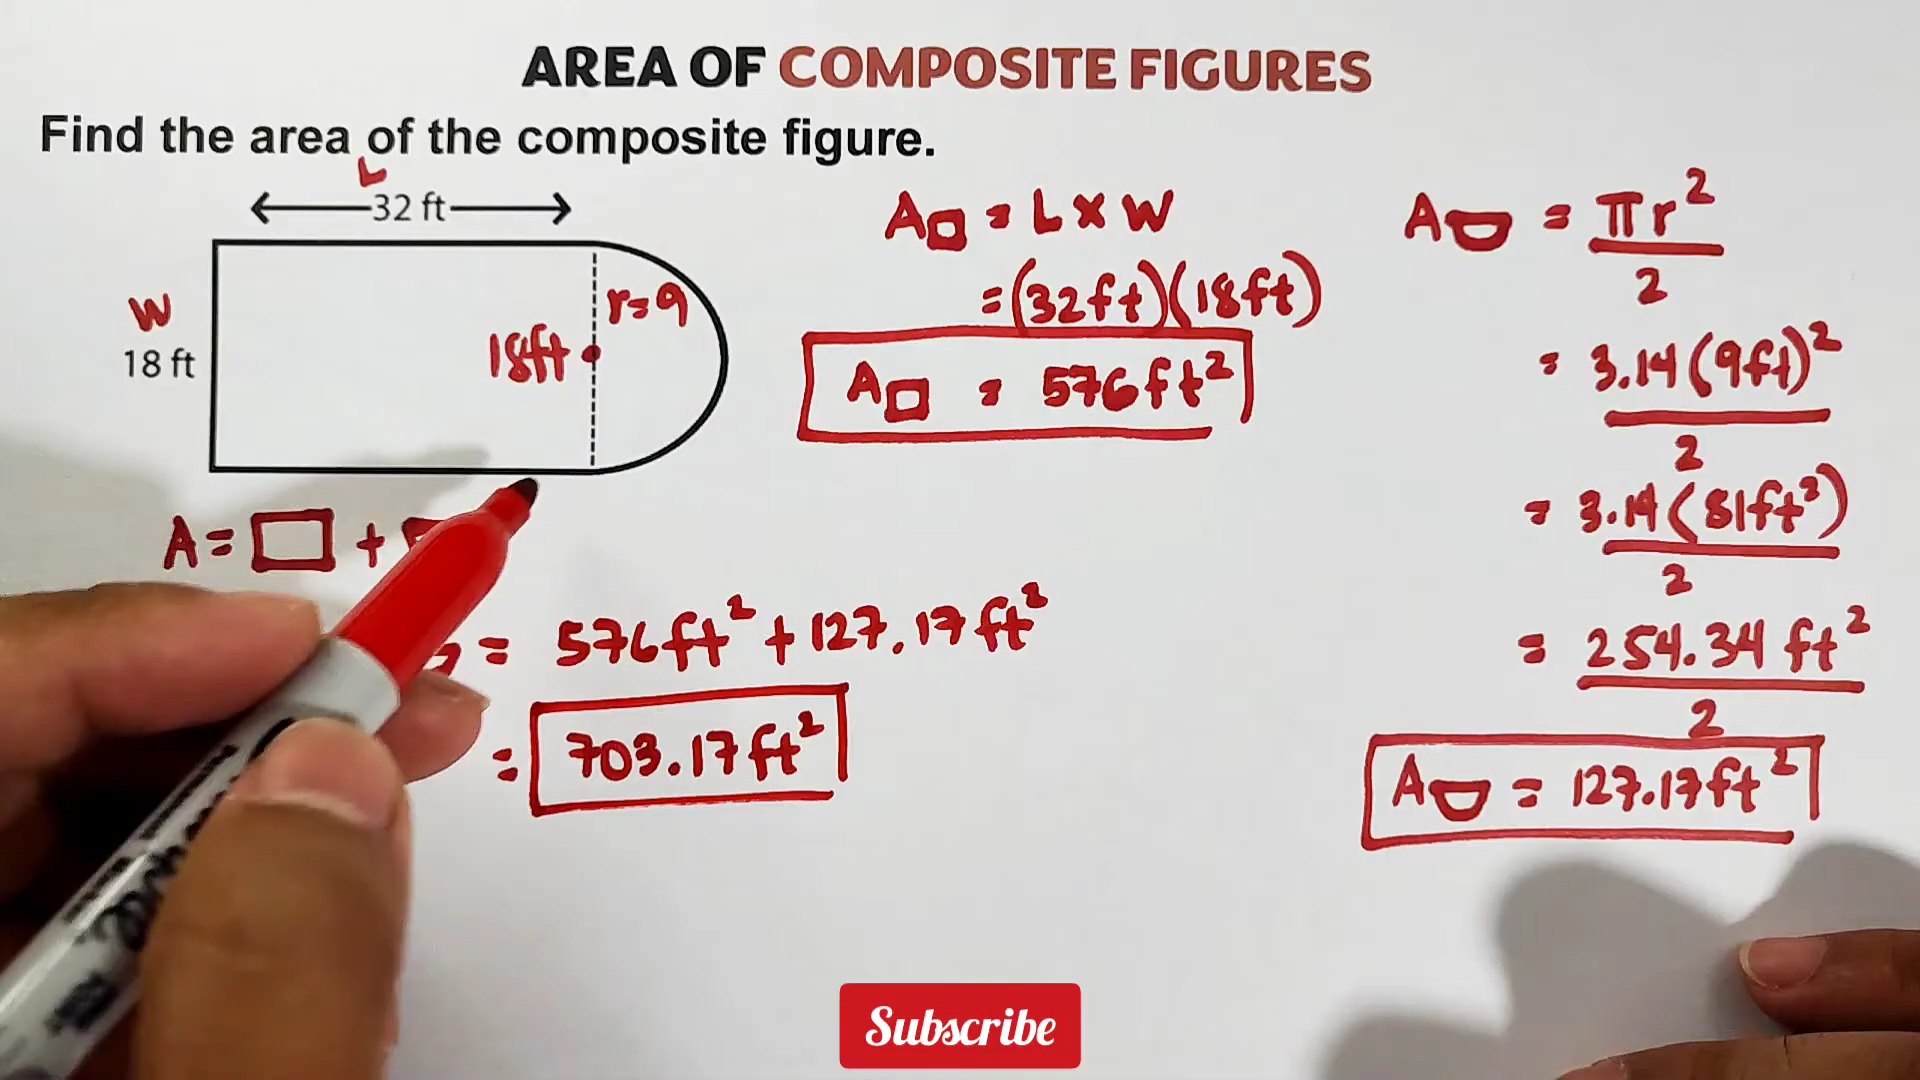 AREA OF COMPOSITE FIGURES
Find the area of the composite figure.
L
32 ft
W
18 ft
18ft
r=9
A = □ +
= 576ft² + 127.17ft²
= 703.17ft²
A□ = L x W
= (32ft)(18ft)
A□ = 576ft²
A = πr²
2
= 3.14(9ft)²
2
= 3.14(81ft²)
2
= 254.34 ft²
2
A = 127.17ft²
Subscribe